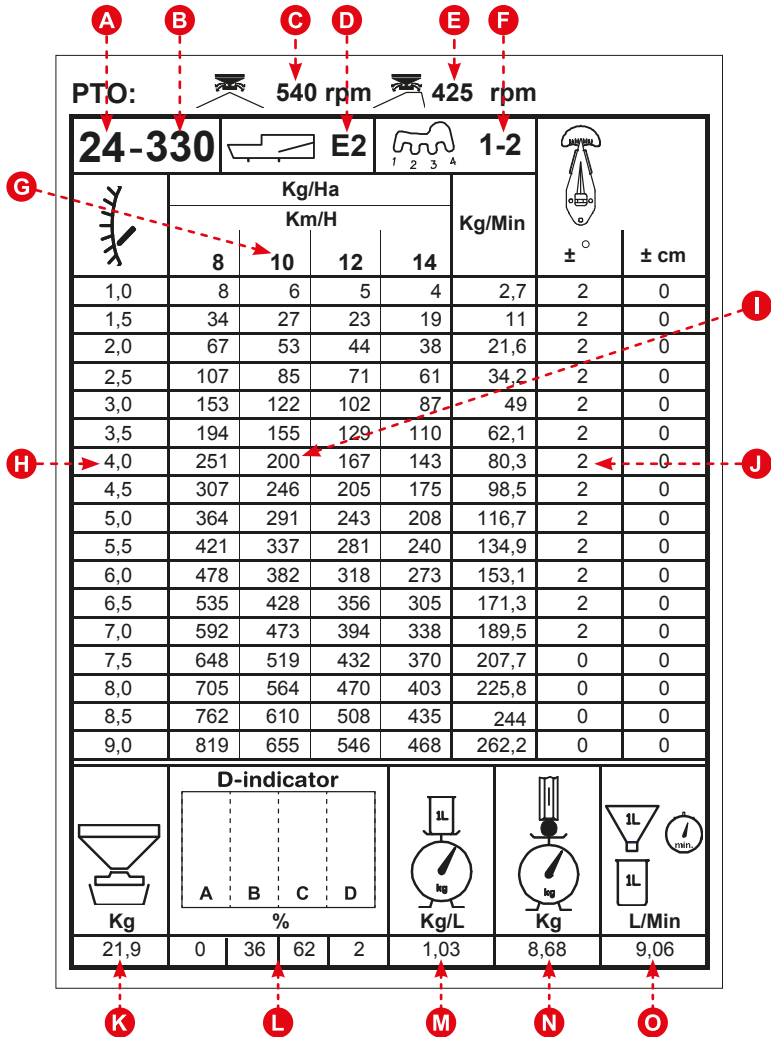 A B C D E F
PTO: 540 rpm 425 rpm
24-330 E2 1 2 3 4 1-2
G
Kg/Ha
Km/H Kg/Min
8 10 12 14 ± ° ± cm
1,0 8 6 5 4 2,7 2 0
1,5 34 27 23 19 11 2 0
I
2,0 67 53 44 38 21,6 2 0
2,5 107 85 71 61 34,2 2 0
3,0 153 122 102 87 49 2 0
3,5 194 155 129 110 62,1 2 0
H 4,0 251 200 167 143 80,3 2 0 J
4,5 307 246 205 175 98,5 2 0
5,0 364 291 243 208 116,7 2 0
5,5 421 337 281 240 134,9 2 0
6,0 478 382 318 273 153,1 2 0
6,5 535 428 356 305 171,3 2 0
7,0 592 473 394 338 189,5 2 0
7,5 648 519 432 370 207,7 0 0
8,0 705 564 470 403 225,8 0 0
8,5 762 610 508 435 244 0 0
9,0 819 655 546 468 262,2 0 0
D-indicator
1L 1L min.
A B C D kg kg 1L
Kg % Kg/L Kg L/Min
21,9 0 36 62 2 1,03 8,68 9,06
K L M N O